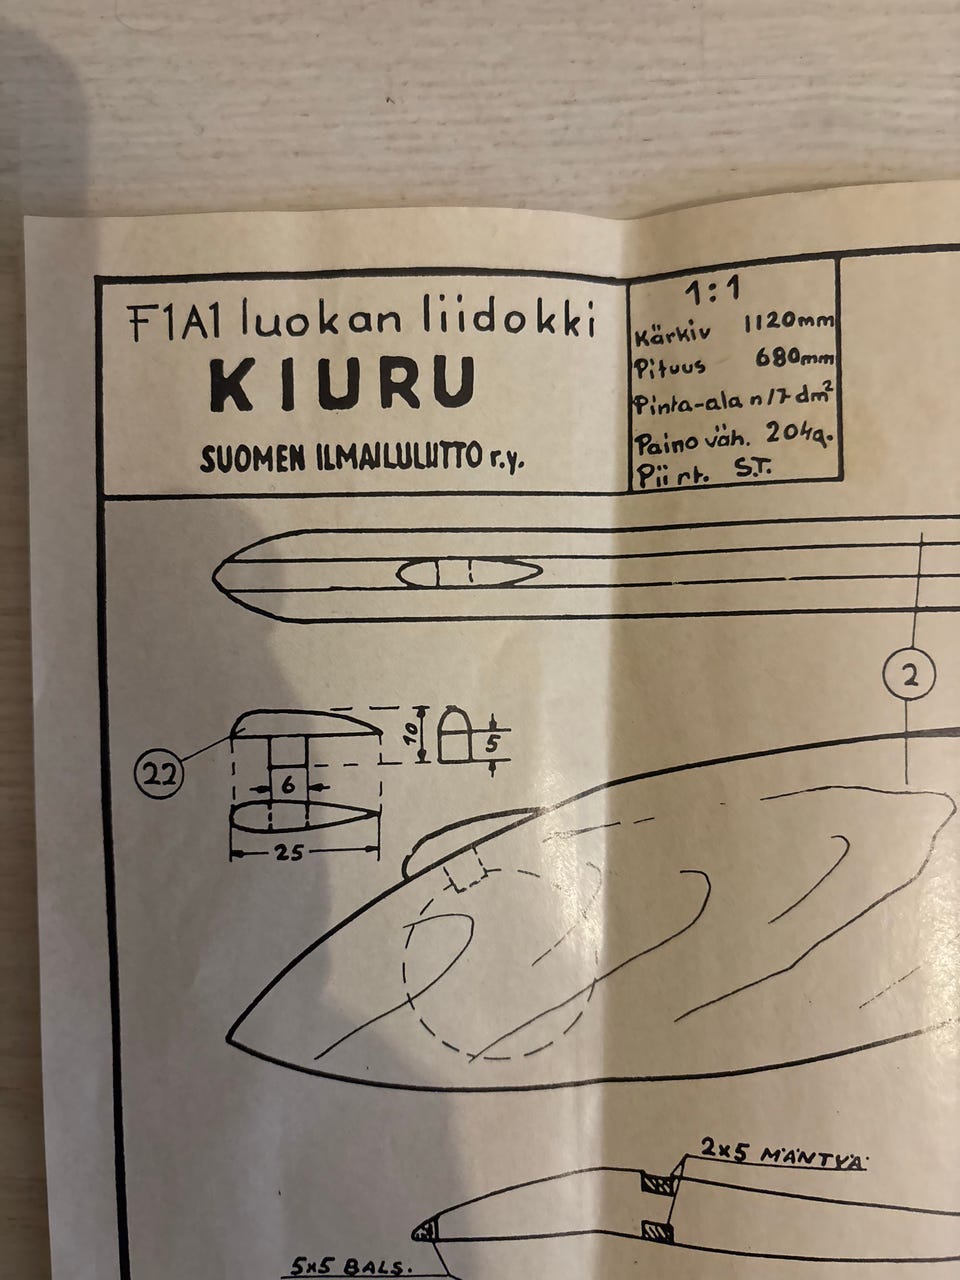 F1A1 luokan liidokki
KIURU
SUOMEN ILMAILULIITTO r.y.
1:1
Kärkiv 1120mm
Pituus 680mm
Pinta-ala n 17 dm²
Paino väh. 204g.
Piirt. S.T.
2
22
10
5
6
25
2x5 MÄNTYÄ
5x5 BALS.